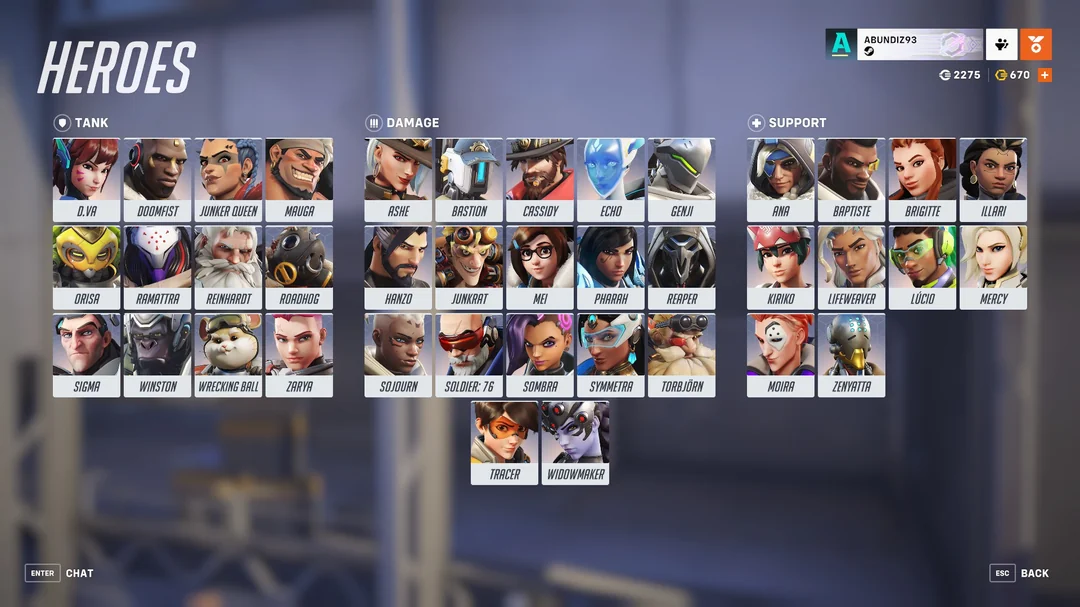 HEROES
A
ABUNDIZ93
2275 670 +
TANK
DAMAGE
SUPPORT
D.VA DOOMFIST JUNKER QUEEN MAUGA
ASHE BASTION CASSIDY ECHO GENJI
ANA BAPTISTE BRIGITTE ILLARI
ORISA RAMATTRA REINHARDT ROADHOG
HANZO JUNKRAT MEI PHARAH REAPER
KIRIKO LIFEWEAVER LÚCIO MERCY
SIGMA WINSTON WRECKING BALL ZARYA
SOJOURN SOLDIER: 76 SOMBRA SYMMETRA TORBJÖRN
MOIRA ZENYATTA
TRACER WIDOWMAKER
ENTER CHAT
ESC BACK